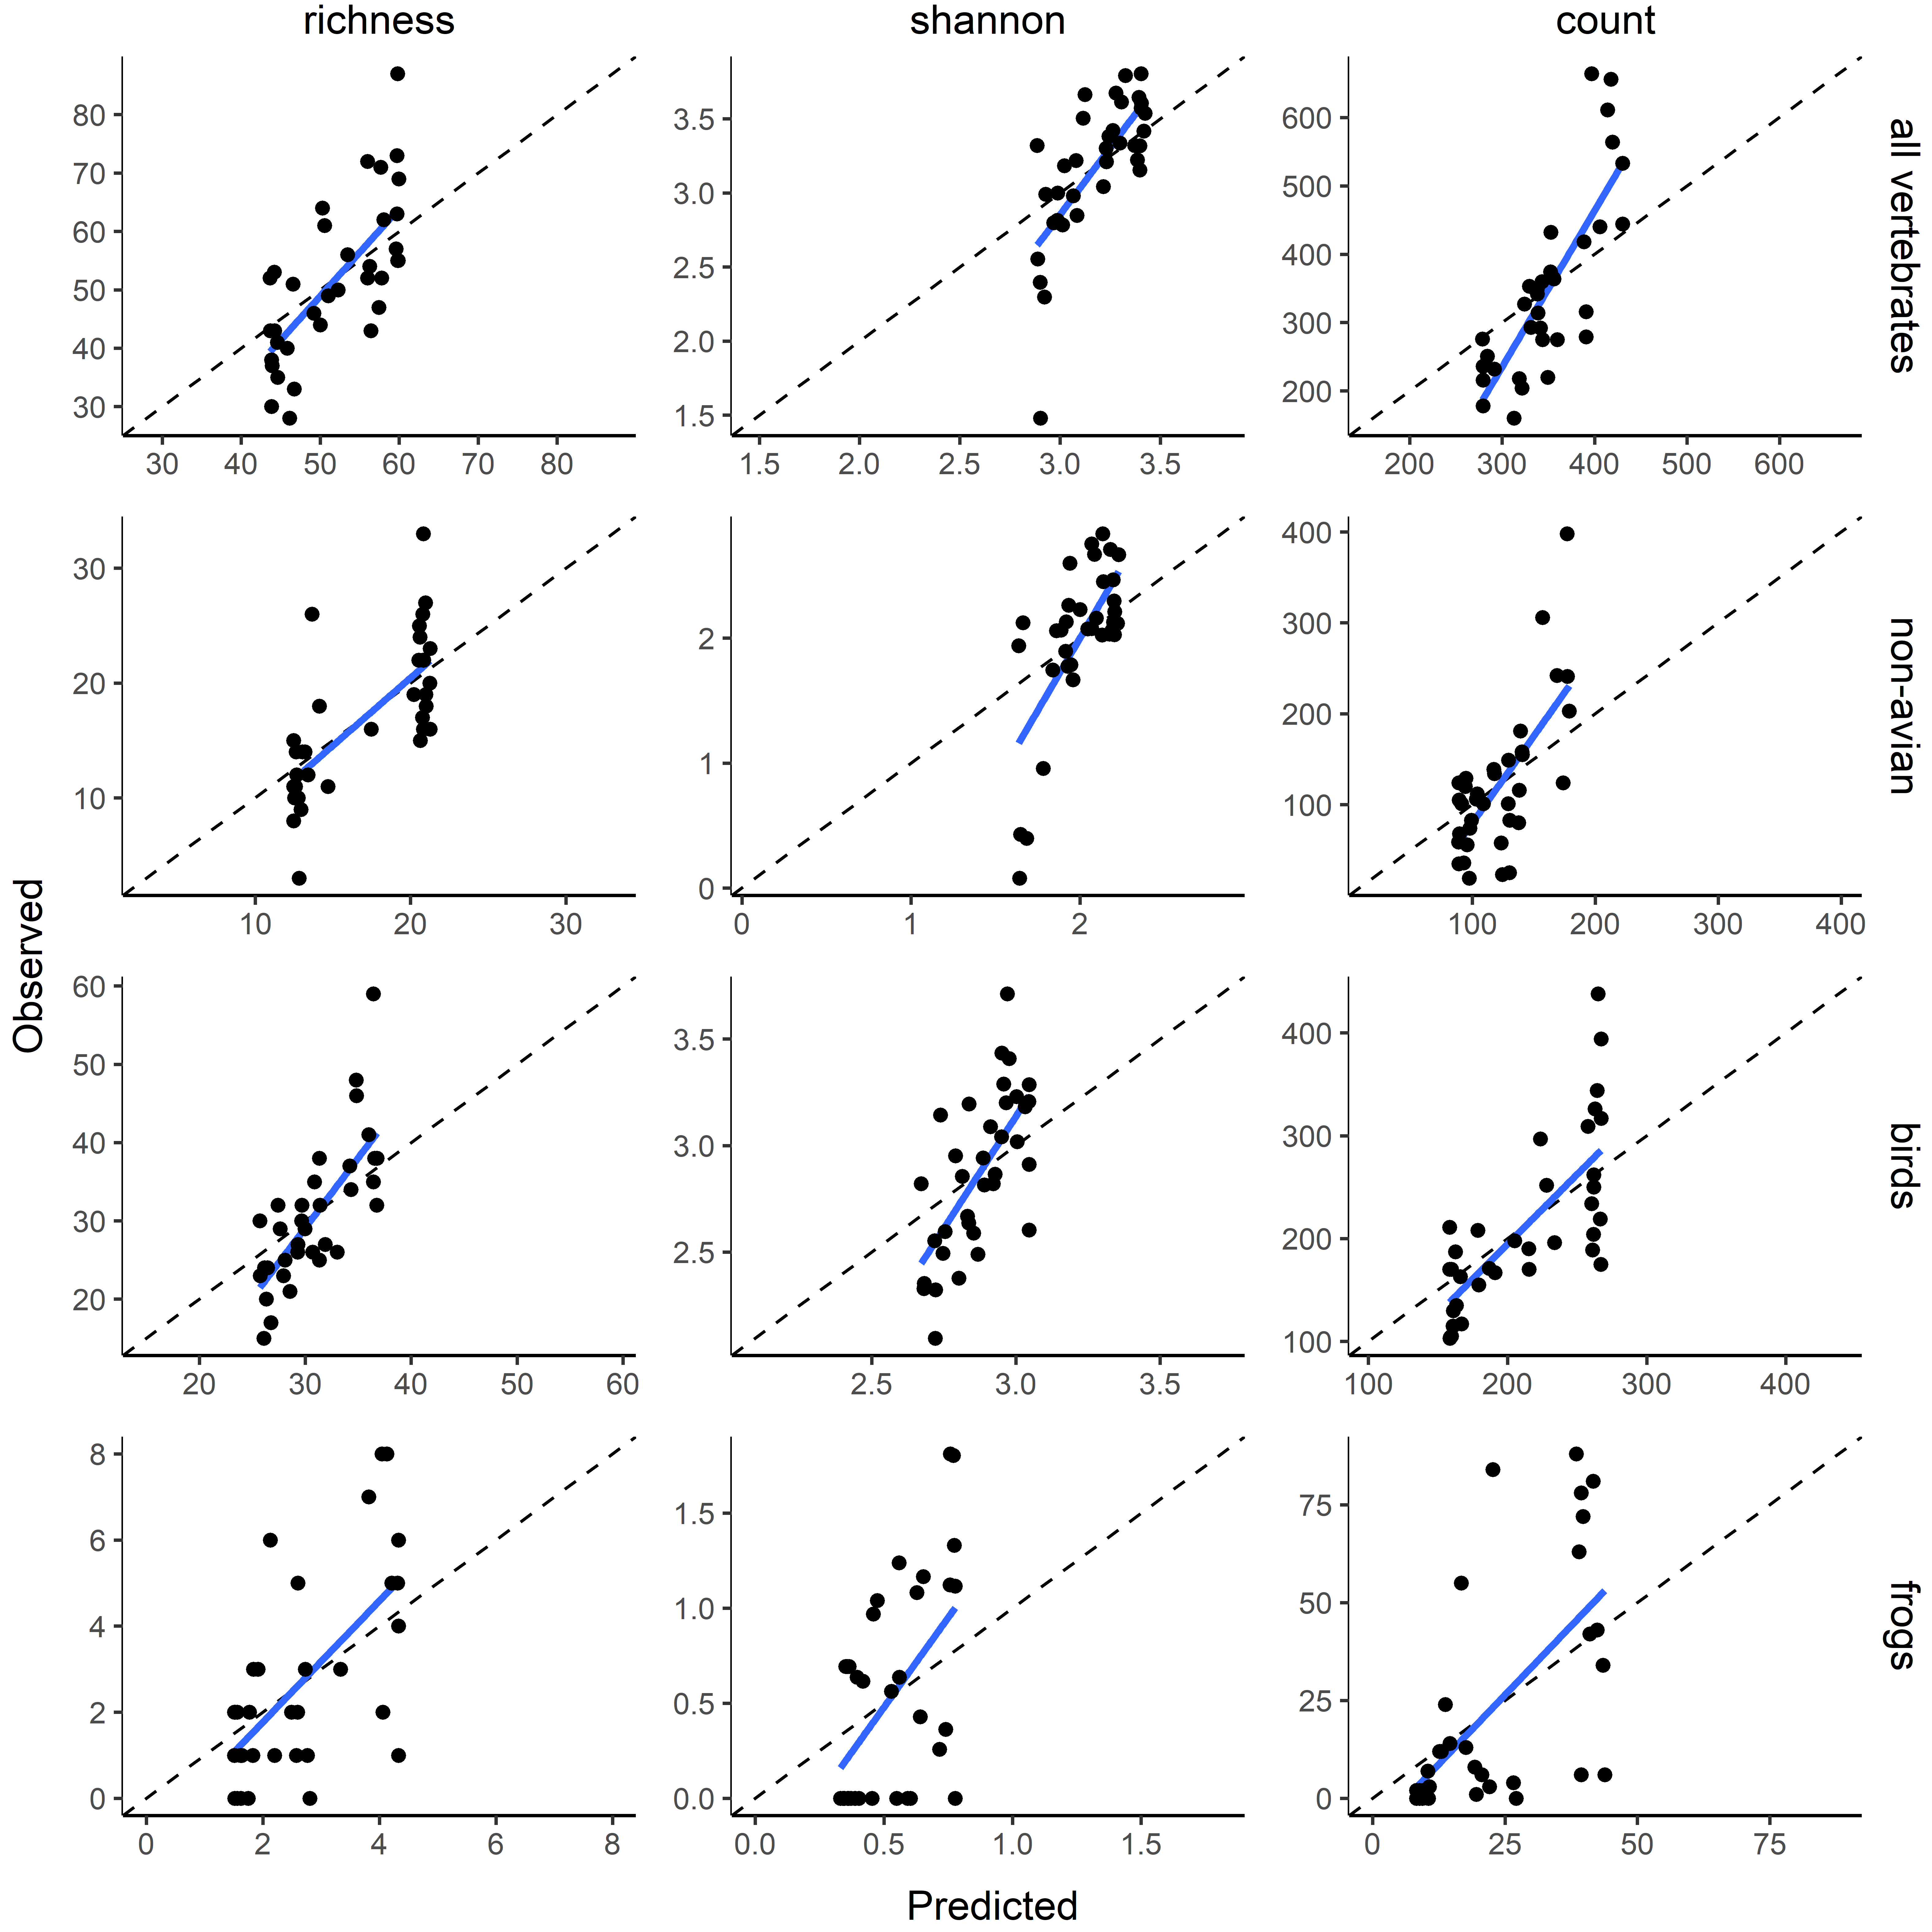 richness shannon count
80
70
60
50
40
30
30 40 50 60 70 80
3.5
3.0
2.5
2.0
1.5
1.5 2.0 2.5 3.0 3.5
600
500
400
300
200
200 300 400 500 600
all vertebrates
30
20
10
10 20 30
2
1
0
0 1 2
400
300
200
100
100 200 300 400
non-avian
Observed
60
50
40
30
20
20 30 40 50 60
3.5
3.0
2.5
2.5 3.0 3.5
400
300
200
100
100 200 300 400
birds
8
6
4
2
0
0 2 4 6 8
1.5
1.0
0.5
0.0
0.0 0.5 1.0 1.5
75
50
25
0
0 25 50 75
frogs
Predicted